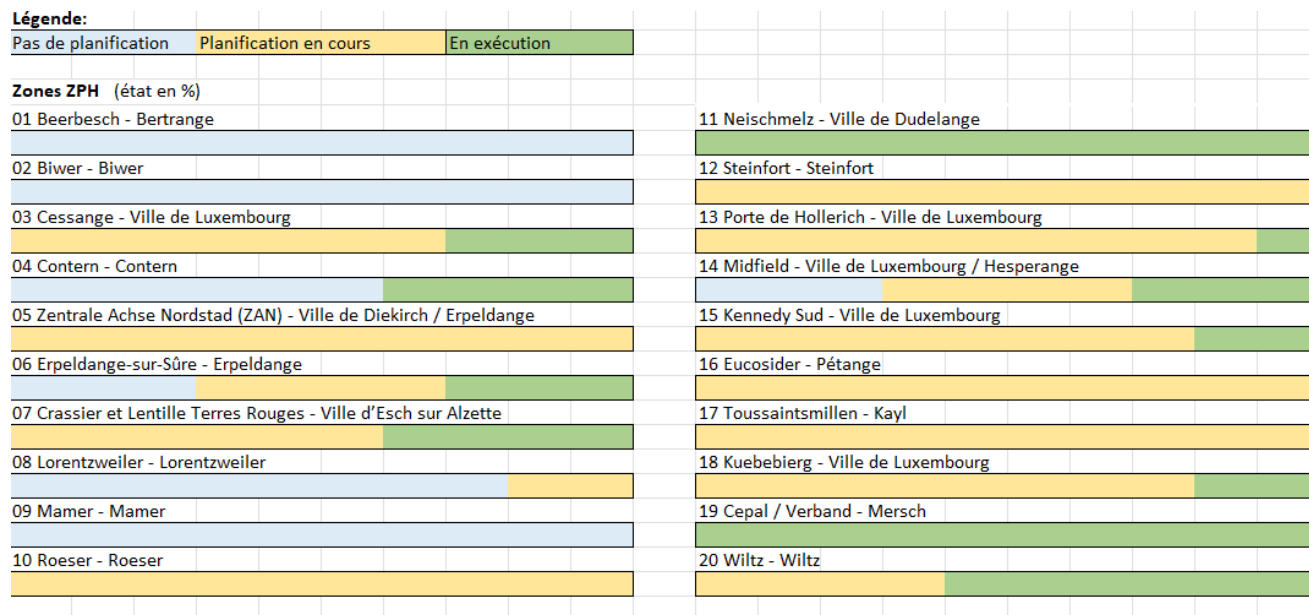 Légende:
Pas de planification Planification en cours En exécution
Zones ZPH (état en %)
01 Beerbesch - Bertrange
02 Biwer - Biwer
03 Cessange - Ville de Luxembourg
04 Contern - Contern
05 Zentrale Achse Nordstad (ZAN) - Ville de Diekirch / Erpeldange
06 Erpeldange-sur-Sûre - Erpeldange
07 Crassier et Lentille Terres Rouges - Ville d’Esch sur Alzette
08 Lorentzweiler - Lorentzweiler
09 Mamer - Mamer
10 Roeser - Roeser
11 Neischmelz - Ville de Dudelange
12 Steinfort - Steinfort
13 Porte de Hollerich - Ville de Luxembourg
14 Midfield - Ville de Luxembourg / Hesperange
15 Kennedy Sud - Ville de Luxembourg
16 Eucosider - Pétange
17 Toussaintsmillen - Kayl
18 Kuebebierg - Ville de Luxembourg
19 Cepal / Verband - Mersch
20 Wiltz - Wiltz